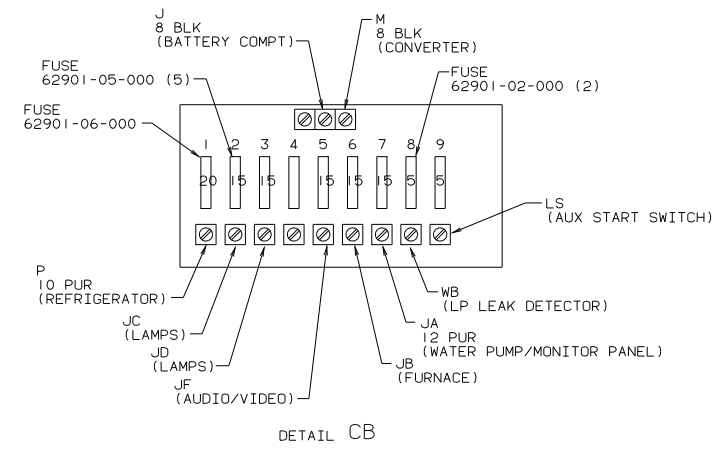 J
8 BLK
(BATTERY COMPT)
M
8 BLK
(CONVERTER)
FUSE
62901-05-000 (5)
FUSE
62901-02-000 (2)
FUSE
62901-06-000
1 2 3 4 5 6 7 8 9
20 15 15 15 15 15 5 5
LS
(AUX START SWITCH)
P
10 PUR
(REFRIGERATOR)
WB
(LP LEAK DETECTOR)
JC
(LAMPS)
JA
12 PUR
(WATER PUMP/MONITOR PANEL)
JD
(LAMPS)
JB
(FURNACE)
JF
(AUDIO/VIDEO)
DETAIL CB